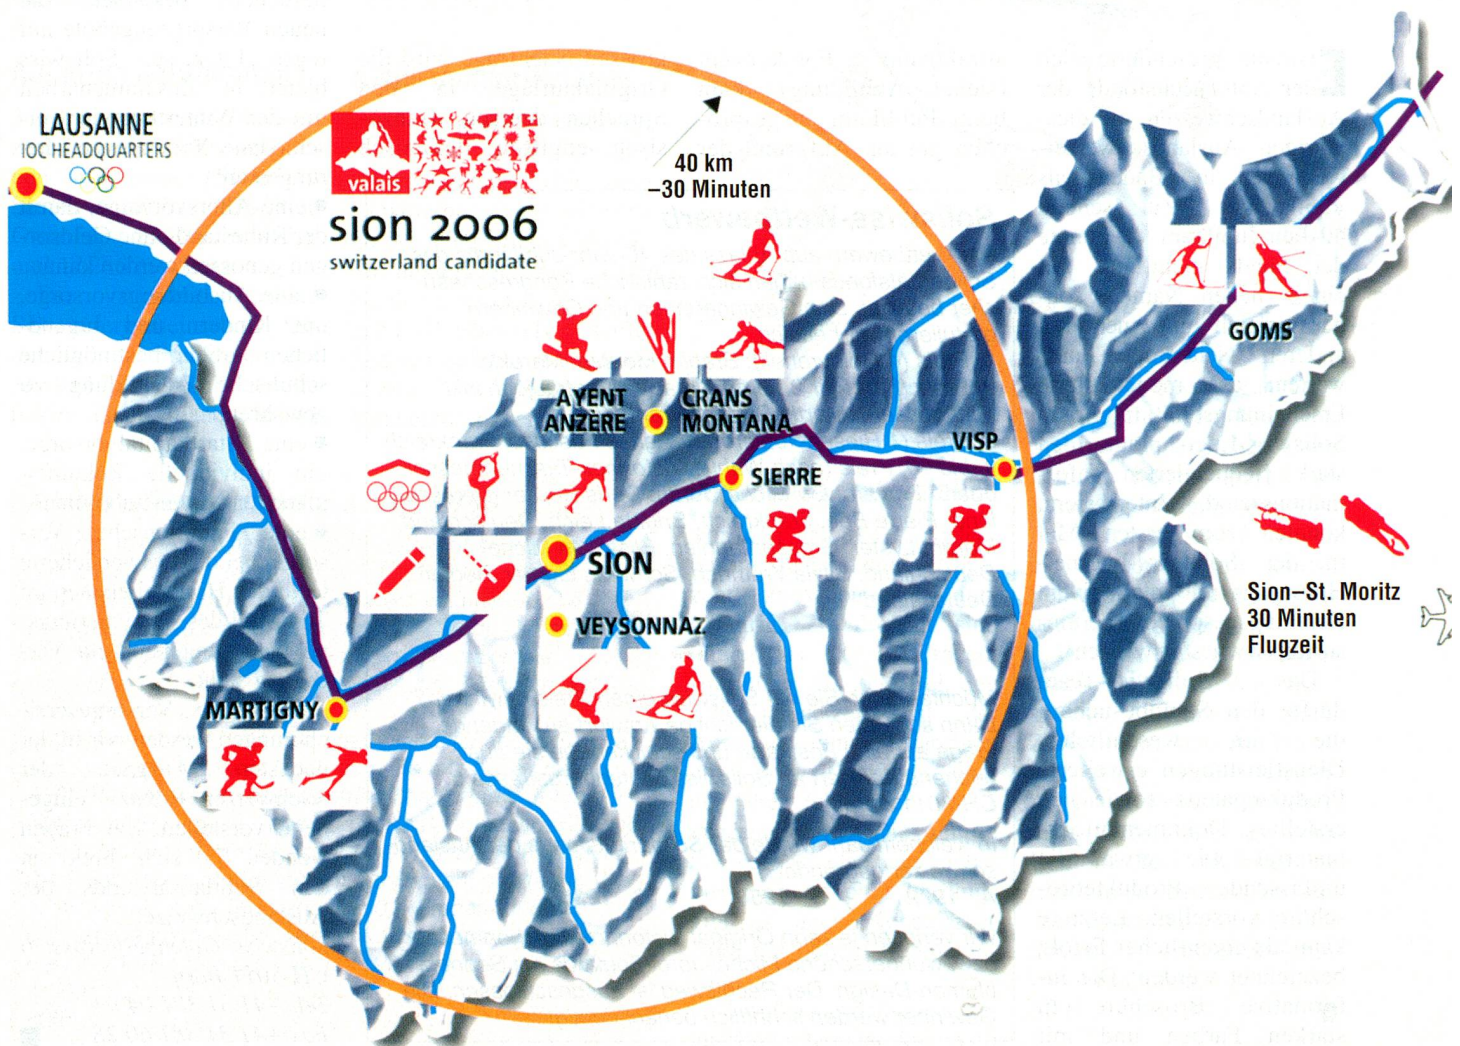 LAUSANNE
IOC HEADQUARTERS
valais
sion 2006
switzerland candidate
40 km
–30 Minuten
GOMS
AYENT
ANZÈRE
CRANS
MONTANA
VISP
SIERRE
SION
VEYSONNAZ
MARTIGNY
Sion–St. Moritz
30 Minuten
Flugzeit